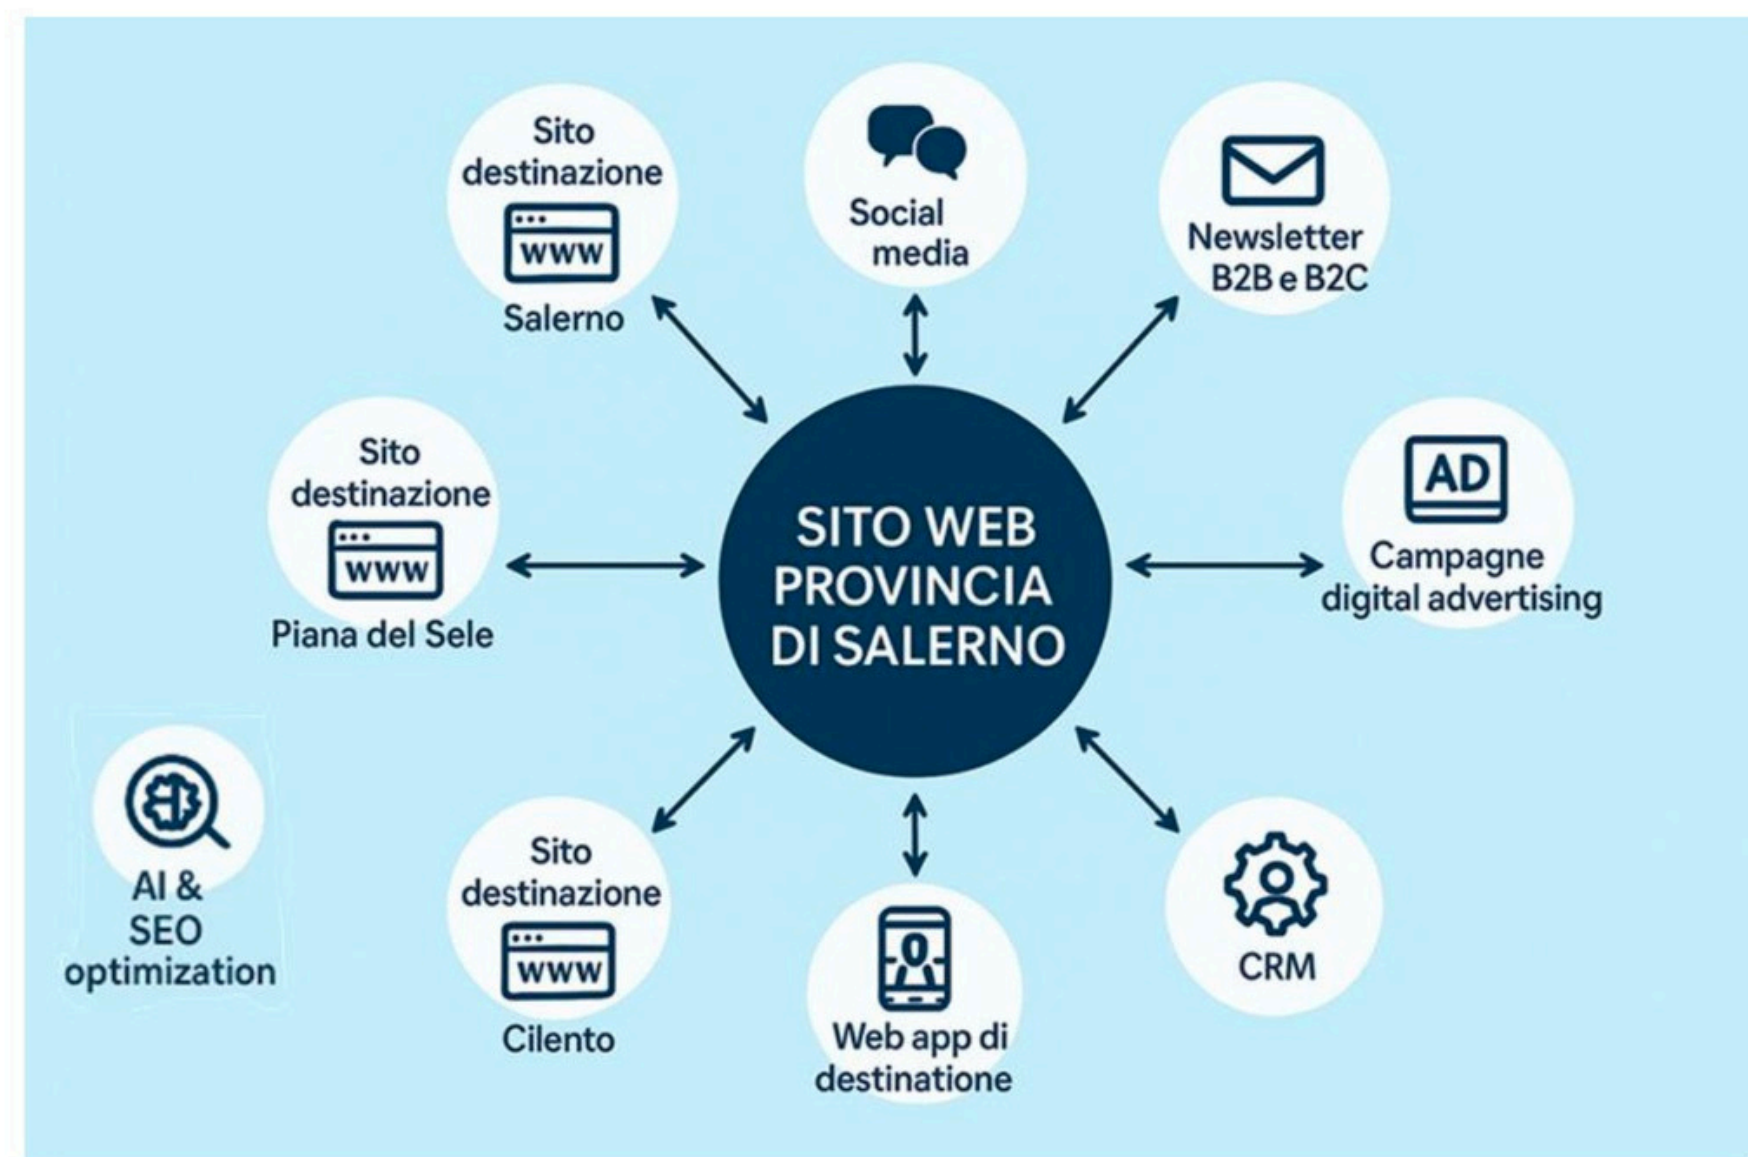 Sito
destinazione
www
Salerno
Social
media
Newsletter
B2B e B2C
Sito
destinazione
www
Piana del Sele
SITO WEB
PROVINCIA
DI SALERNO
AD
Campagne
digital advertising
AI &
SEO
optimization
Sito
destinazione
www
Cilento
Web app di
destinatione
CRM